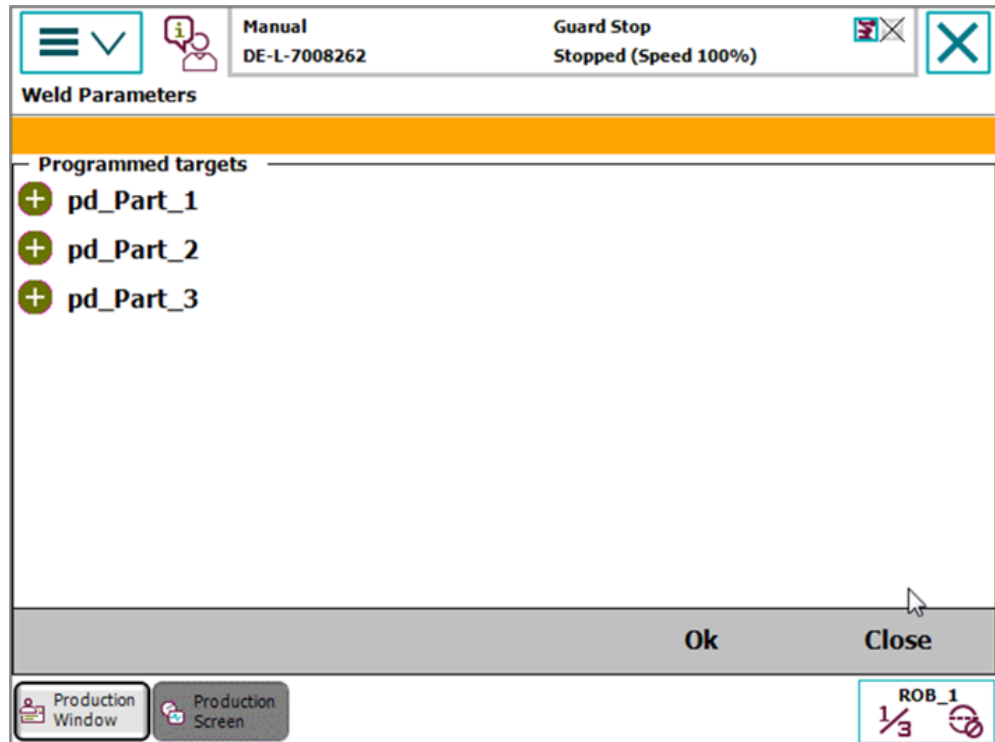 Manual
DE-L-7008262
Guard Stop
Stopped (Speed 100%)
Weld Parameters
Programmed targets
pd_Part_1
pd_Part_2
pd_Part_3
Ok
Close
Production
Window
Production
Screen
ROB_1
1/3